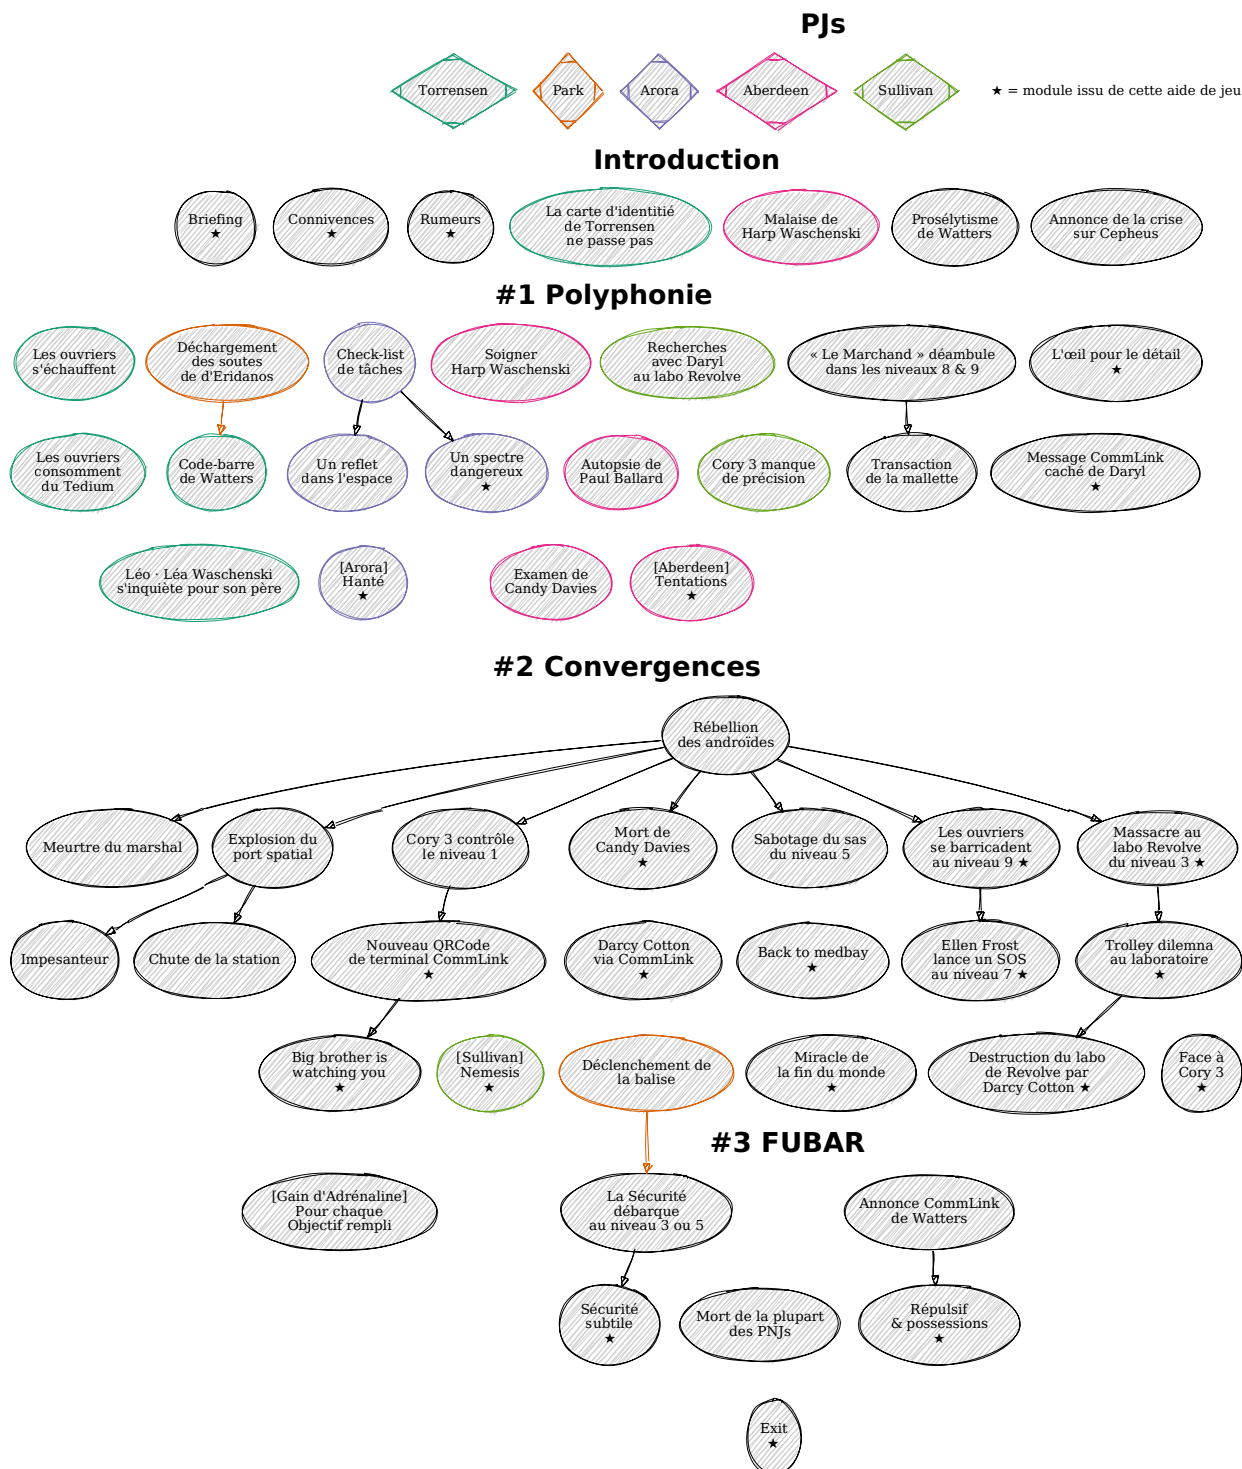 PJs
Torrensen
Park
Arora
Aberdeen
Sullivan
★ = module issu de cette aide de jeu
Introduction
Briefing
★
Connivences
★
Rumeurs
★
La carte d'identitié
de Torrensen
ne passe pas
Malaise de
Harp Waschenski
Prosélytisme
de Watters
Annonce de la crise
sur Cepheus
#1 Polyphonie
Les ouvriers
s'échauffent
Déchargement
des soutes
de d'Eridanos
Check-list
de tâches
Soigner
Harp Waschenski
Recherches
avec Daryl
au labo Revolve
« Le Marchand » déambule
dans les niveaux 8 & 9
L'œil pour le détail
★
Les ouvriers
consomment
du Tedium
Code-barre
de Watters
Un reflet
dans l'espace
Un spectre
dangereux
★
Autopsie de
Paul Ballard
Cory 3 manque
de précision
Transaction
de la mallette
Message CommLink
caché de Daryl
★
Léo · Léa Waschenski
s'inquiète pour son père
[Arora]
Hanté
★
Examen de
Candy Davies
[Aberdeen]
Tentations
★
#2 Convergences
Rébellion
des androïdes
Meurtre du marshal
Explosion du
port spatial
Cory 3 contrôle
le niveau 1
Mort de
Candy Davies
★
Sabotage du sas
du niveau 5
Les ouvriers
se barricadent
au niveau 9 ★
Massacre au
labo Revolve
du niveau 3 ★
Impesanteur
Chute de la station
Nouveau QRCode
de terminal CommLink
★
Darcy Cotton
via CommLink
★
Back to medbay
★
Ellen Frost
lance un SOS
au niveau 7 ★
Trolley dilemna
au laboratoire
★
Big brother is
watching you
★
[Sullivan]
Nemesis
★
Déclenchement de
la balise
Miracle de
la fin du monde
★
Destruction du labo
de Revolve par
Darcy Cotton ★
Face à
Cory 3
★
#3 FUBAR
[Gain d'Adrénaline]
Pour chaque
Objectif rempli
La Sécurité
débarque
au niveau 3 ou 5
Annonce CommLink
de Watters
Sécurité
subtile
★
Mort de la plupart
des PNJs
Répulsif
& possessions
★
Exit
★